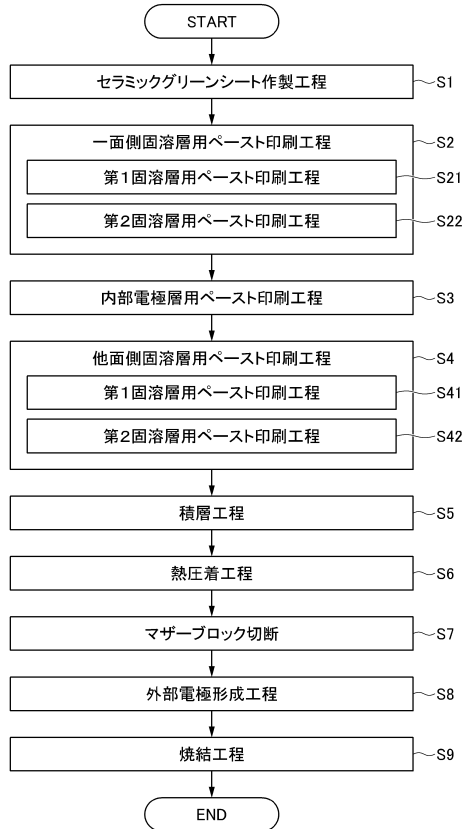 START
セラミックグリーンシート作製工程 S1
一面側固溶層用ペースト印刷工程 S2
第1固溶層用ペースト印刷工程 S21
第2固溶層用ペースト印刷工程 S22
内部電極層用ペースト印刷工程 S3
他面側固溶層用ペースト印刷工程 S4
第1固溶層用ペースト印刷工程 S41
第2固溶層用ペースト印刷工程 S42
積層工程 S5
熱圧着工程 S6
マザーブロック切断 S7
外部電極形成工程 S8
焼結工程 S9
END